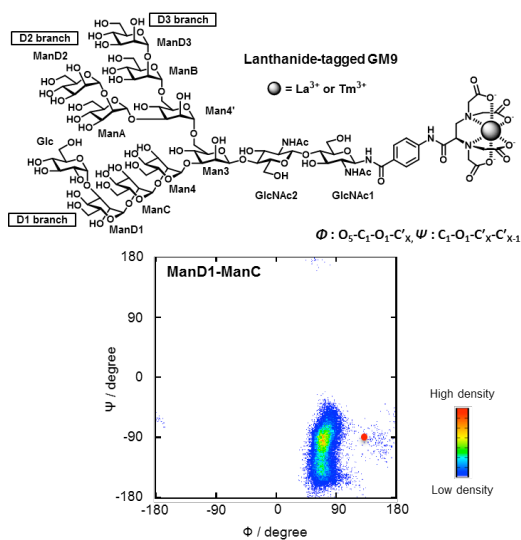 D3 branch
D2 branch
ManD3
ManD2
ManB
Man4'
ManA
Glc
Man3
Man4
ManC
ManD1
D1 branch
GlcNAc2
GlcNAc1
HO
OH
O
NHAc
HN
H
N
O⁻
Lanthanide-tagged GM9
= La³⁺ or Tm³⁺
Φ : O₅-C₁-O₁-C′ₓ, Ψ : C₁-O₁-C′ₓ-C′ₓ₋₁
ManD1-ManC
180
90
0
-90
-180
Ψ / degree
-180 -90 0 90 180
Φ / degree
High density
Low density